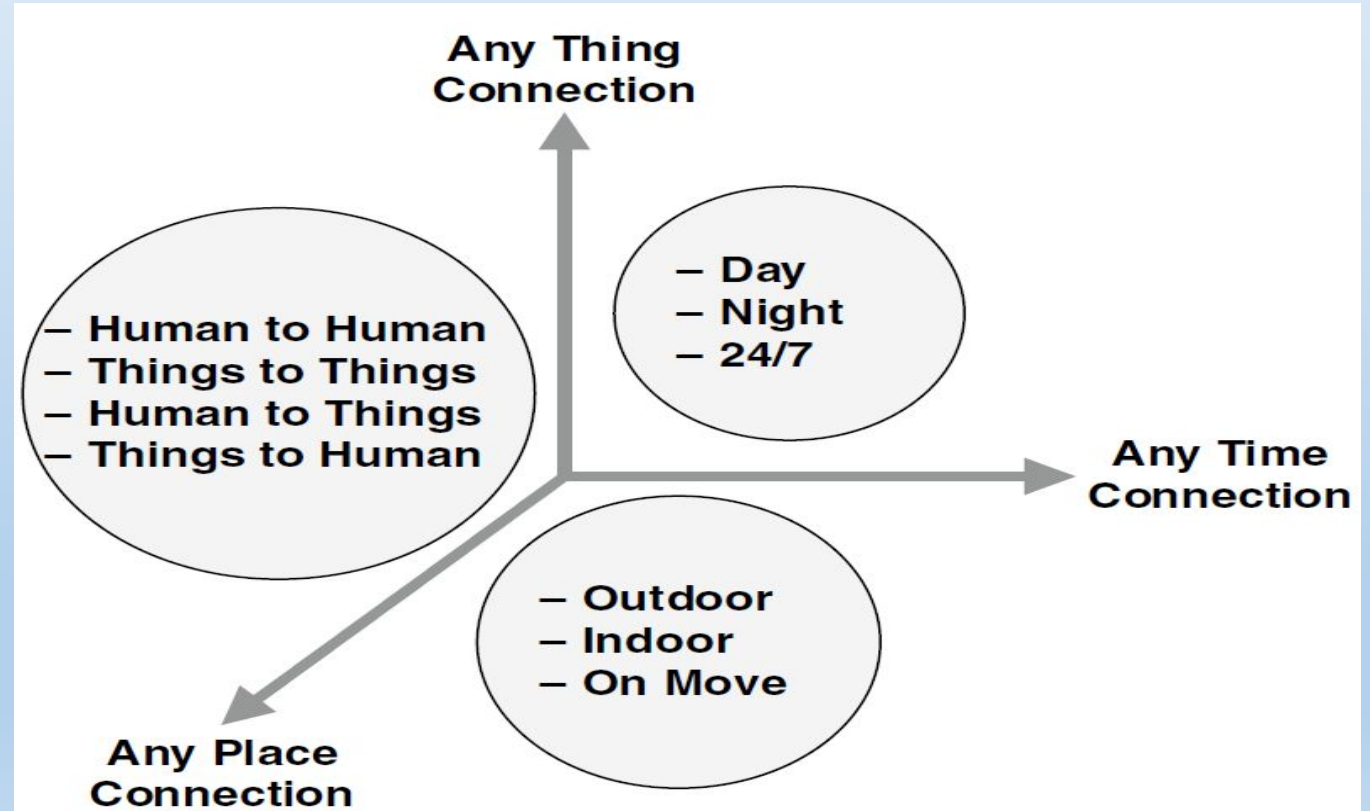 Any Thing
Connection
– Day
– Night
– 24/7
– Human to Human
– Things to Things
– Human to Things
– Things to Human
Any Time
Connection
– Outdoor
– Indoor
– On Move
Any Place
Connection